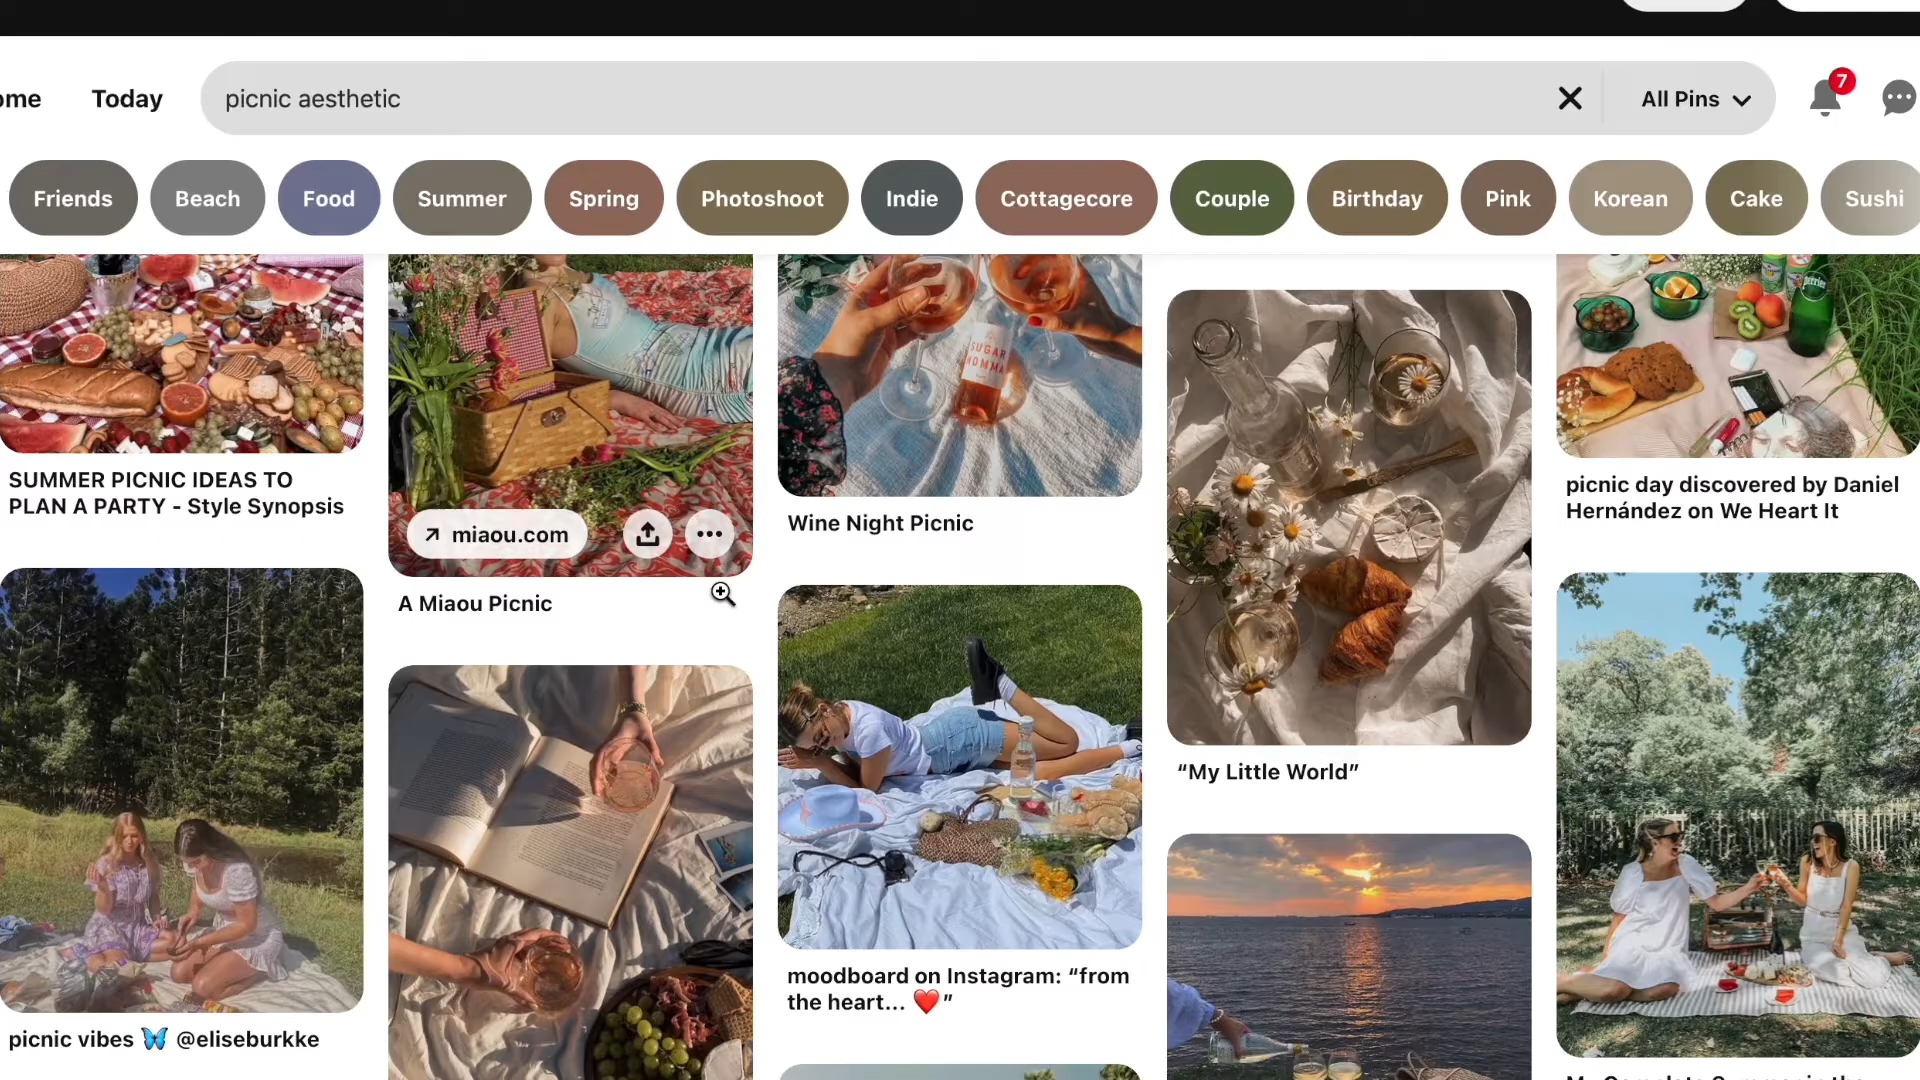 ome
Today
picnic aesthetic
All Pins
7
Friends
Beach
Food
Summer
Spring
Photoshoot
Indie
Cottagecore
Couple
Birthday
Pink
Korean
Cake
Sushi
SUMMER PICNIC IDEAS TO
PLAN A PARTY - Style Synopsis
picnic vibes 🦋 @eliseburkke
miaou.com
A Miaou Picnic
SUGAR
MOMMA
Wine Night Picnic
moodboard on Instagram: “from
the heart... ❤️”
“My Little World”
perrier
picnic day discovered by Daniel
Hernández on We Heart It